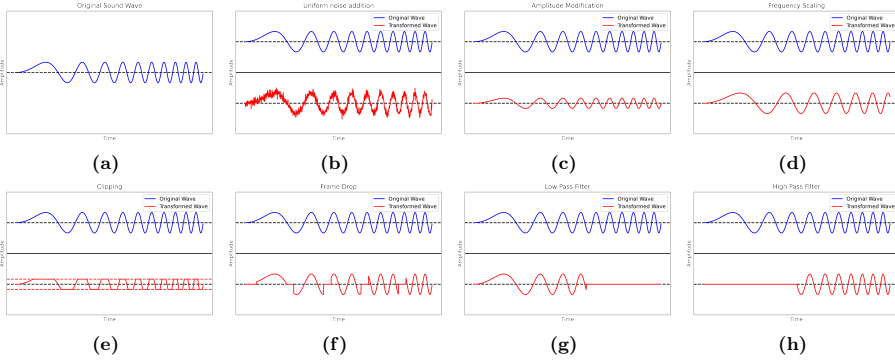 Original Sound Wave
Amplitude
Time
(a)
Uniform noise addition
Original Wave
Transformed Wave
Amplitude
Time
(b)
Amplitude Modification
Original Wave
Transformed Wave
Amplitude
Time
(c)
Frequency Scaling
Original Wave
Transformed Wave
Amplitude
Time
(d)
Clipping
Original Wave
Transformed Wave
Amplitude
Time
(e)
Frame Drop
Original Wave
Transformed Wave
Amplitude
Time
(f)
Low Pass Filter
Original Wave
Transformed Wave
Amplitude
Time
(g)
High Pass Filter
Original Wave
Transformed Wave
Amplitude
Time
(h)